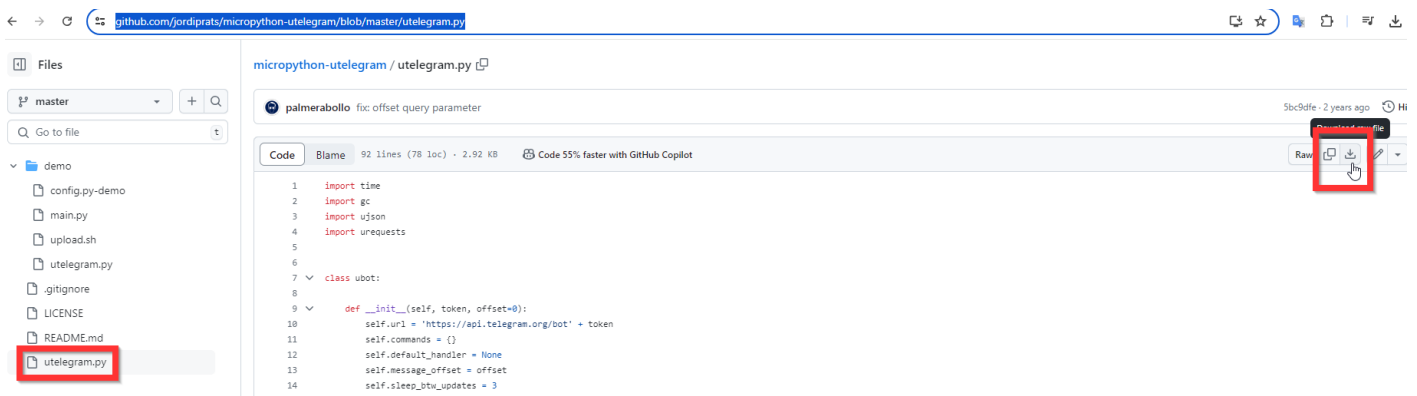 github.com/jordiprats/micropython-utelegram/blob/master/utelegram.py
Files
master
Go to file
t
demo
config.py-demo
main.py
upload.sh
utelegram.py
.gitignore
LICENSE
README.md
utelegram.py
micropython-utelegram / utelegram.py
palmerabollo fix: offset query parameter
5bc9dfe · 2 years ago
Hi
Code Blame 92 lines (78 loc) · 2.92 KB Code 55% faster with GitHub Copilot
Raw
1 import time
2 import gc
3 import ujson
4 import urequests
5
6
7 class ubot:
8
9 def __init__(self, token, offset=0):
10 self.url = 'https://api.telegram.org/bot' + token
11 self.commands = {}
12 self.default_handler = None
13 self.message_offset = offset
14 self.sleep_btw_updates = 3